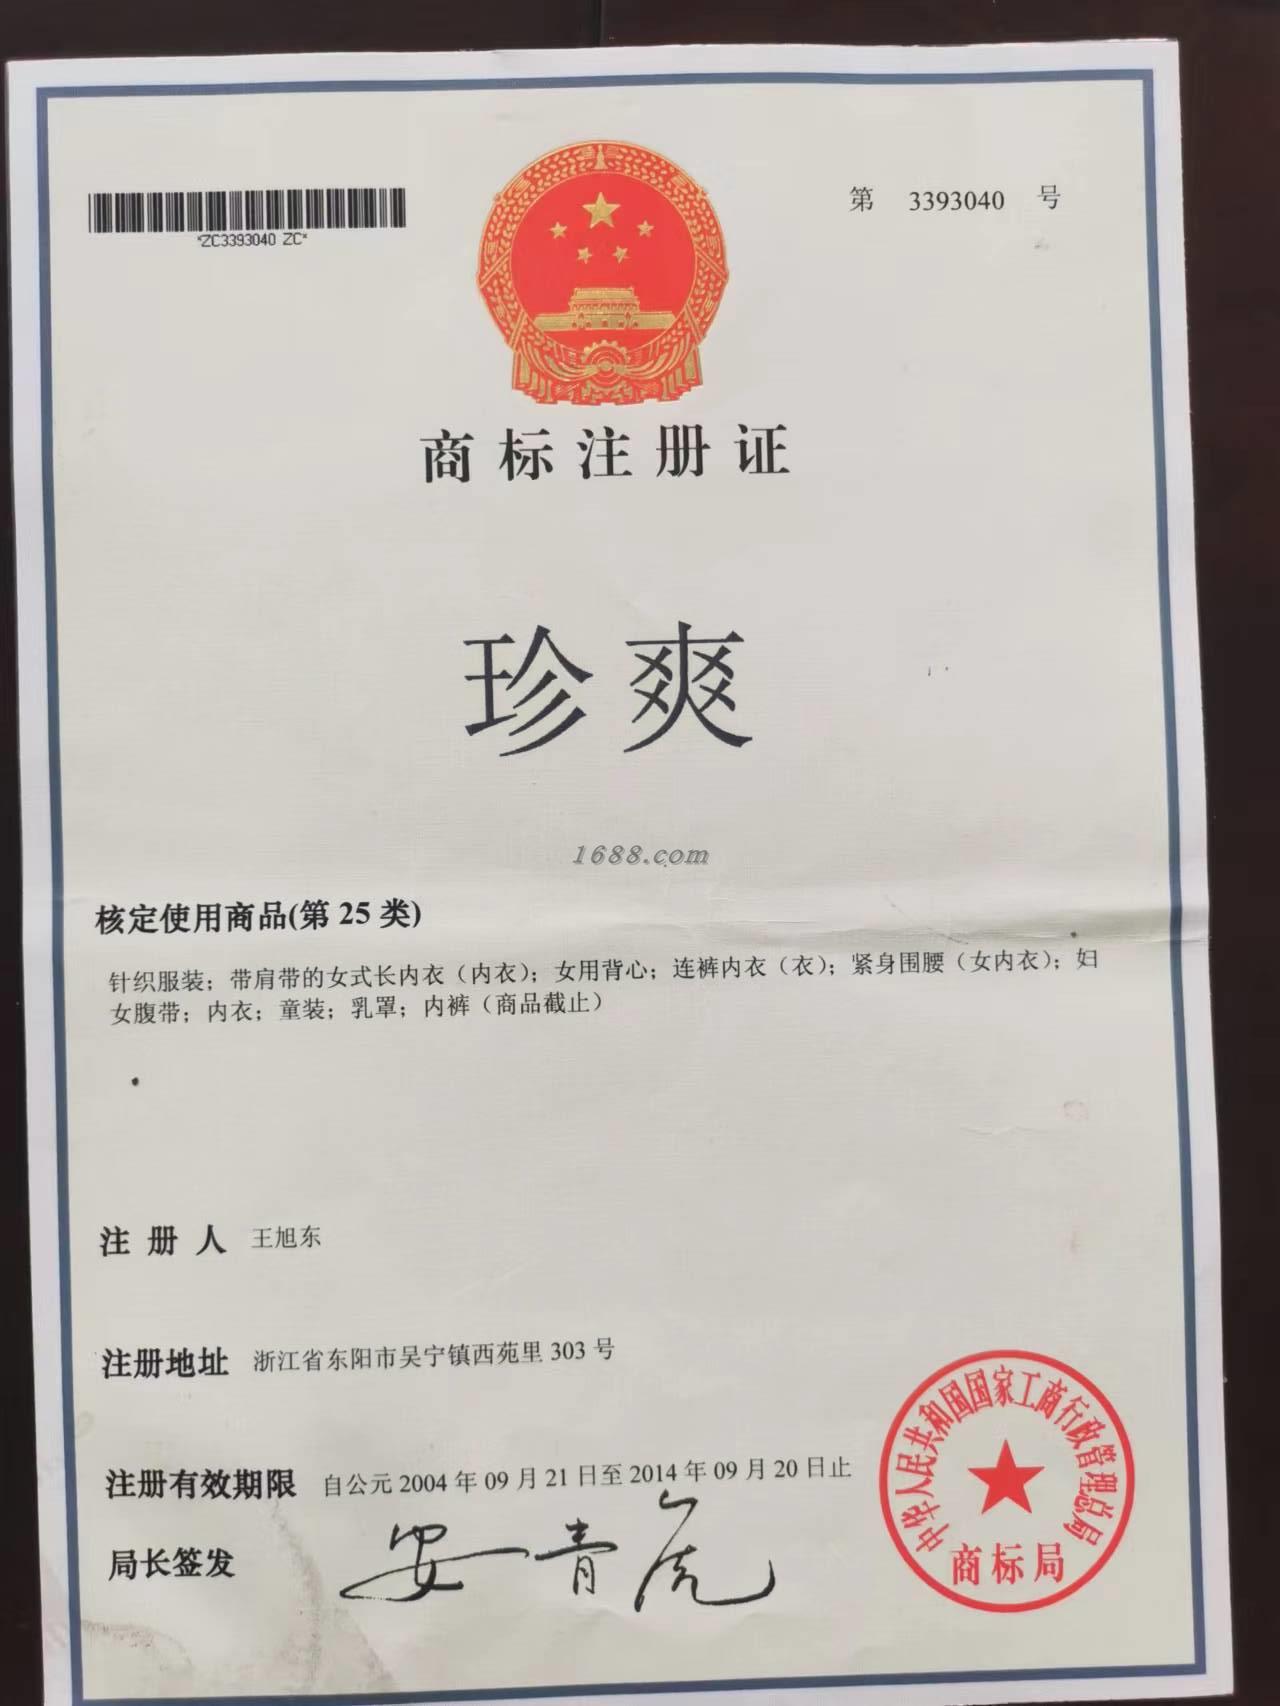 第 3393040 号
*ZC3393040 ZC*
商标注册证
珍爽
1688.com
核定使用商品(第 25 类)
针织服装；带肩带的女式长内衣（内衣）；女用背心；连裤内衣（衣）；紧身围腰（女内衣）；妇
女腹带；内衣；童装；乳罩；内裤（商品截止）
注 册 人 王旭东
注册地址 浙江省东阳市吴宁镇西苑里 303 号
注册有效期限 自公元 2004 年 09 月 21 日至 2014 年 09 月 20 日止
局长签发 安青虎
中华人民共和国国家工商行政管理总局
商标局